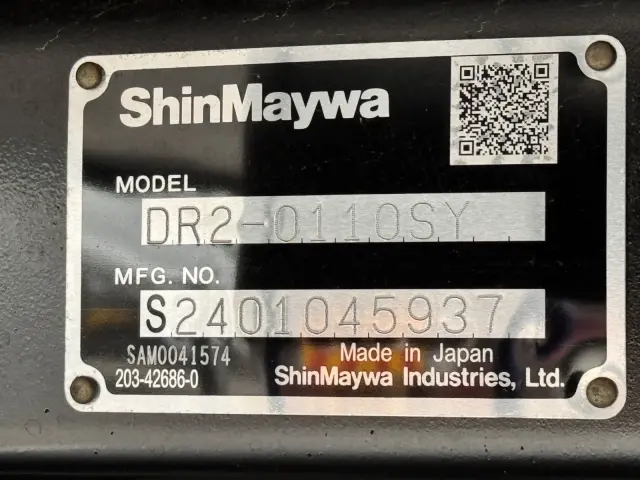 ShinMaywa
MODEL
DR2-0110SY
MFG. NO.
S2401045937
SAM0041574
Made in Japan
203-42686-0
ShinMaywa Industries, Ltd.